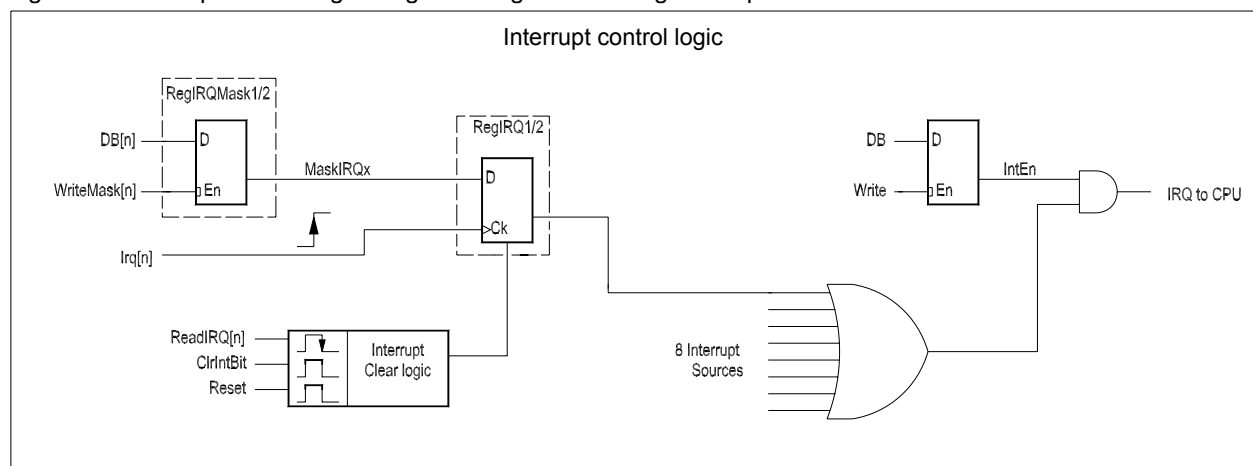 Interrupt control logic
RegIRQMask1/2
DB[n]
D
WriteMask[n]
En
MaskIRQx
RegIRQ1/2
D
Ck
Irq[n]
ReadIRQ[n]
ClrIntBit
Reset
Interrupt
Clear logic
8 Interrupt
Sources
DB
D
Write
En
IntEn
IRQ to CPU